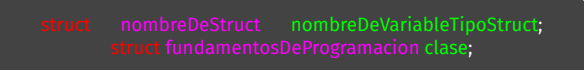 struct nombreDeStruct nombreDeVariableTipoStruct;
struct fundamentosDeProgramacion clase;